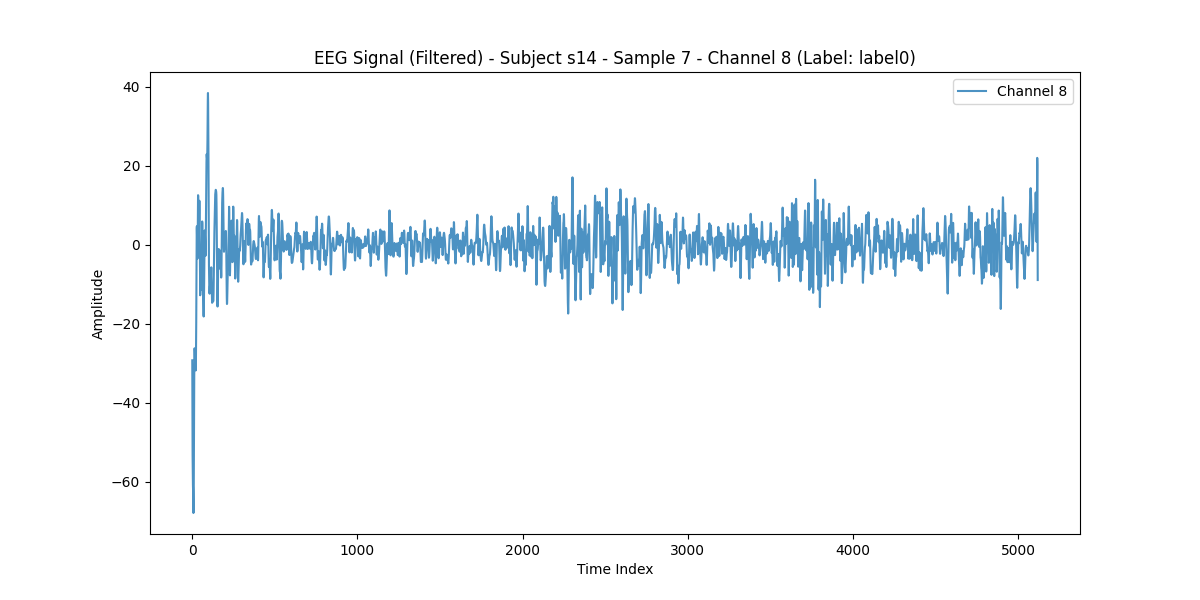 EEG Signal (Filtered) - Subject s14 - Sample 7 - Channel 8 (Label: label0)
Channel 8
40
20
0
−20
−40
−60
Amplitude
0 1000 2000 3000 4000 5000
Time Index